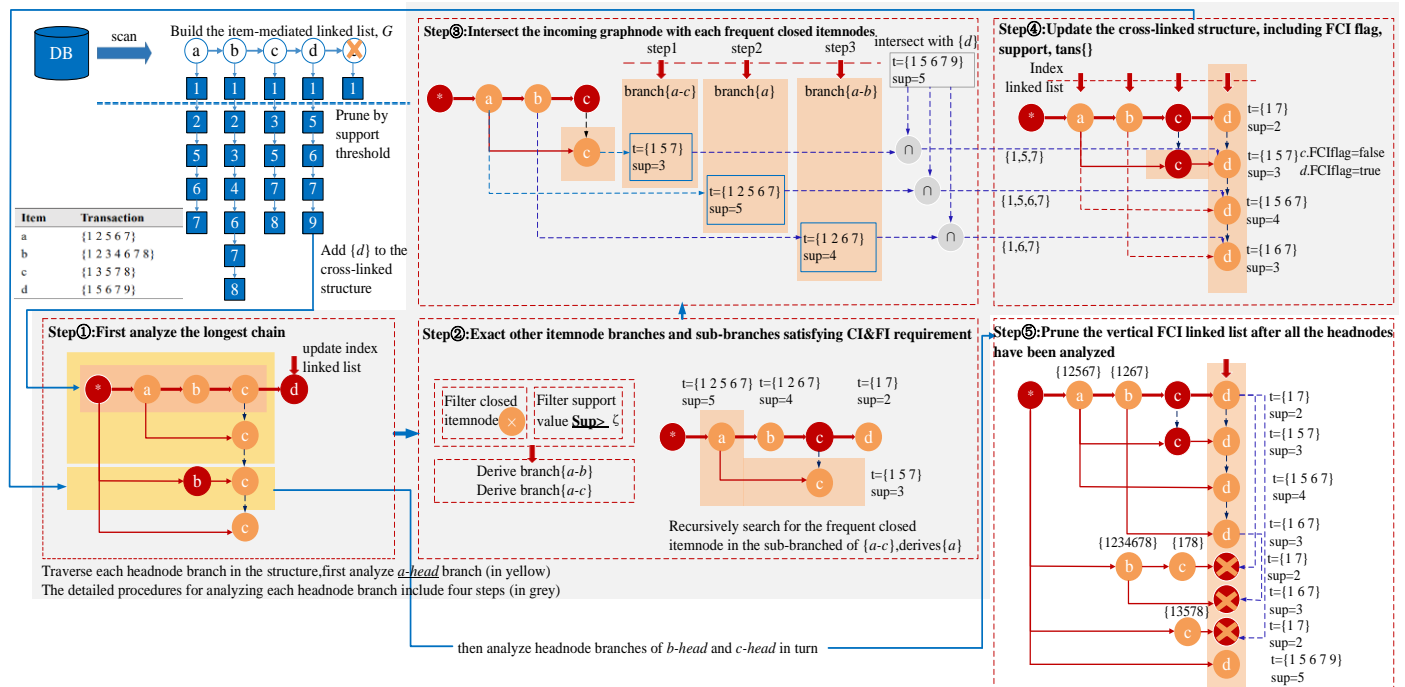 DB
scan
Build the item-mediated linked list, G
a
b
c
d
1
1
1
1
1
2
2
3
5
5
3
5
6
6
4
7
7
7
6
8
9
7
8
Prune by
support
threshold
Item Transaction
a {1 2 5 6 7}
b {1 2 3 4 6 7 8}
c {1 3 5 7 8}
d {1 5 6 7 9}
Add {d} to the
cross-linked
structure
Step①:First analyze the longest chain
update index
linked list
*
a
b
c
d
c
b
c
c
Traverse each headnode branch in the structure,first analyze a-head branch (in yellow)
The detailed procedures for analyzing each headnode branch include four steps (in grey)
Step②:Exact other itemnode branches and sub-branches satisfying CI&FI requirement
Filter closed
itemnode ×
Filter support
value Sup≥ ζ
Derive branch{a-b}
Derive branch{a-c}
t={1 2 5 6 7}
sup=5
t={1 2 6 7}
sup=4
t={1 7}
sup=2
*
a
b
c
d
c
t={1 5 7}
sup=3
Recursively search for the frequent closed
itemnode in the sub-branched of {a-c},derives{a}
Step③:Intersect the incoming graphnode with each frequent closed itemnodes
step1
step2
step3
intersect with {d}
t={1 5 6 7 9}
sup=5
branch{a-c}
branch{a}
branch{a-b}
*
a
b
c
c
t={1 5 7}
sup=3
∩
t={1 2 5 6 7}
sup=5
∩
t={1 2 6 7}
sup=4
∩
Step④:Update the cross-linked structure, including FCI flag,
support, tans{}
Index
linked list
*
a
b
c
d
t={1 7}
sup=2
{1,5,7}
c
d
t={1 5 7}
sup=3
c.FCIflag=false
d.FCIflag=true
{1,5,6,7}
d
t={1 5 6 7}
sup=4
{1,6,7}
d
t={1 6 7}
sup=3
Step⑤:Prune the vertical FCI linked list after all the headnodes
have been analyzed
{12567}
{1267}
*
a
b
c
d
t={1 7}
sup=2
c
d
t={1 5 7}
sup=3
d
t={1 5 6 7}
sup=4
d
t={1 6 7}
sup=3
{1234678}
{178}
b
c
t={1 7}
sup=2
t={1 6 7}
sup=3
{13578}
c
t={1 7}
sup=2
d
t={1 5 6 7 9}
sup=5
then analyze headnode branches of b-head and c-head in turn